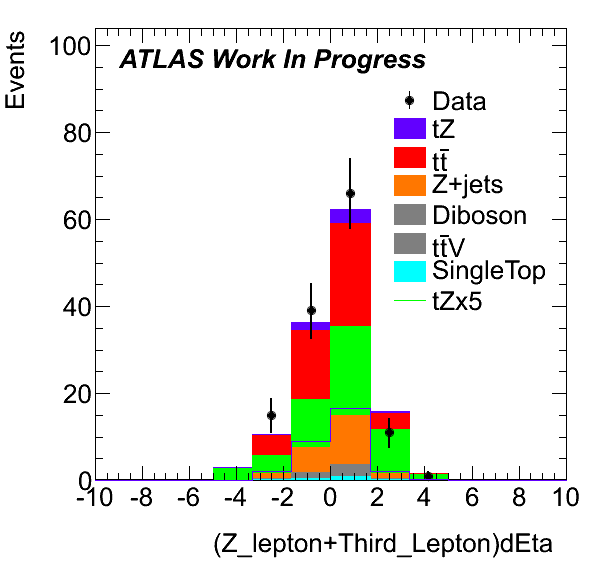 Events
ATLAS Work In Progress
100
80
60
40
20
0
Data
tZ
tt̄
Z+jets
Diboson
tt̄V
SingleTop
tZx5
-10 -8 -6 -4 -2 0 2 4 6 8 10
(Z_lepton+Third_Lepton)dEta